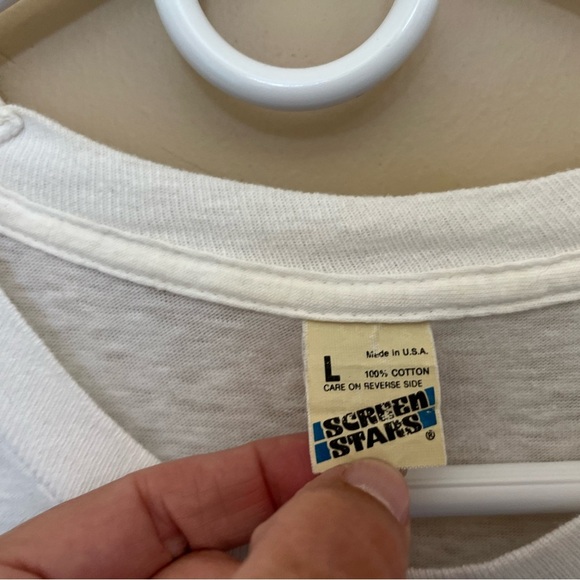 L
Made in U.S.A.
100% COTTON
CARE ON REVERSE SIDE
SCREEN
STARS®